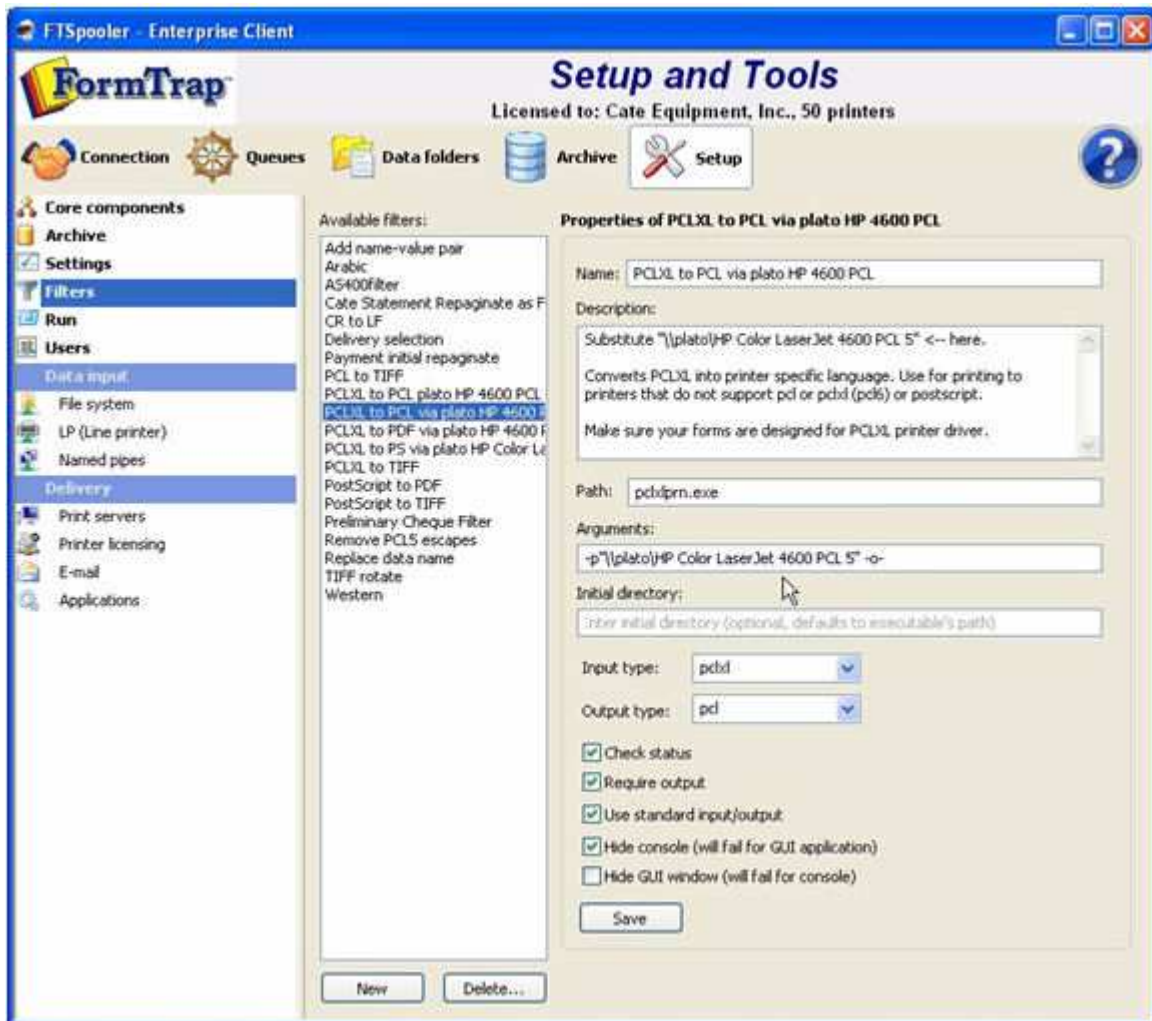 FTSpooler - Enterprise Client
FormTrap
Setup and Tools
Licensed to: Cate Equipment, Inc., 50 printers
Connection
Queues
Data folders
Archive
Setup
?
Core components
Archive
Settings
Filters
Run
Users
Data input
File system
LP (Line printer)
Named pipes
Delivery
Print servers
Printer licensing
E-mail
Applications
Available filters:
Add name-value pair
Arabic
AS400filter
Cate Statement Repaginate as F
CR to LF
Delivery selection
Payment initial repaginate
PCL to TIFF
PCLXL to PCL plato HP 4600 PCL
PCLXL to PCL via plato HP 4600 P
PCLXL to PDF via plato HP 4600 P
PCLXL to PS via plato HP Color La
PCLXL to TIFF
PostScript to PDF
PostScript to TIFF
Preliminary Cheque Filter
Remove PCL5 escapes
Replace data name
TIFF rotate
Western
New
Delete...
Properties of PCLXL to PCL via plato HP 4600 PCL
Name: PCLXL to PCL via plato HP 4600 PCL
Description:
Substitute "\\plato\HP Color LaserJet 4600 PCL 5" <-- here.
Converts PCLXL into printer specific language. Use for printing to
printers that do not support pcl or pclxl (pcl6) or postscript.
Make sure your forms are designed for PCLXL printer driver.
Path: pclxlprn.exe
Arguments:
-p"\\plato\HP Color LaserJet 4600 PCL 5" -o-
Initial directory:
Enter initial directory (optional, defaults to executable's path)
Input type: pclxl
Output type: pcl
Check status
Require output
Use standard input/output
Hide console (will fail for GUI application)
Hide GUI window (will fail for console)
Save